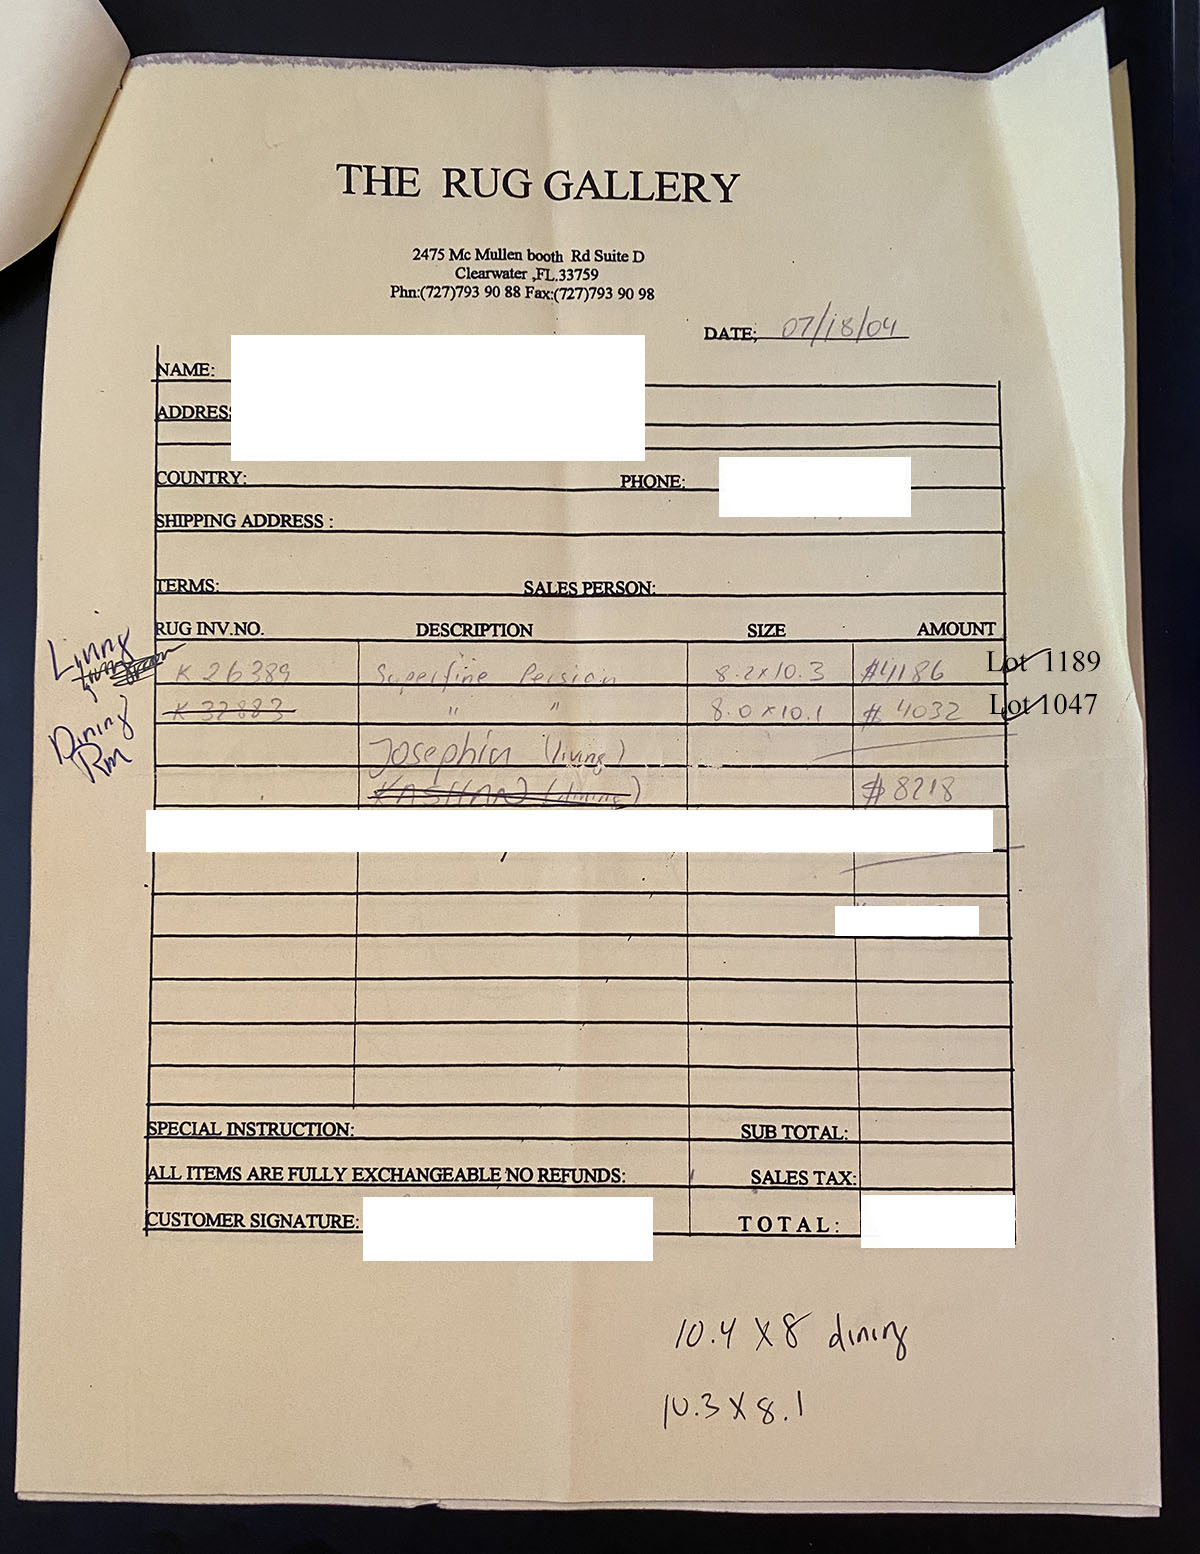 THE RUG GALLERY
2475 Mc Mullen booth Rd Suite D
Clearwater ,FL.33759
Phn:(727)793 90 88 Fax:(727)793 90 98
DATE; 07/18/04
NAME:
ADDRES
COUNTRY: PHONE:
SHIPPING ADDRESS :
TERMS: SALES PERSON:
RUG INV.NO. DESCRIPTION SIZE AMOUNT
Living
K 26389 Superfine Persion 8.2x10.3 $4186 Lot 1189
K 32883 " " 8.0x10.1 $ 4032 Lot 1047
Dining
Rm
Josephin (living)
KASHAN (dining) $8218
SPECIAL INSTRUCTION: SUB TOTAL:
ALL ITEMS ARE FULLY EXCHANGEABLE NO REFUNDS: SALES TAX:
CUSTOMER SIGNATURE: TOTAL:
10.4 X 8 dining
10.3 X 8.1